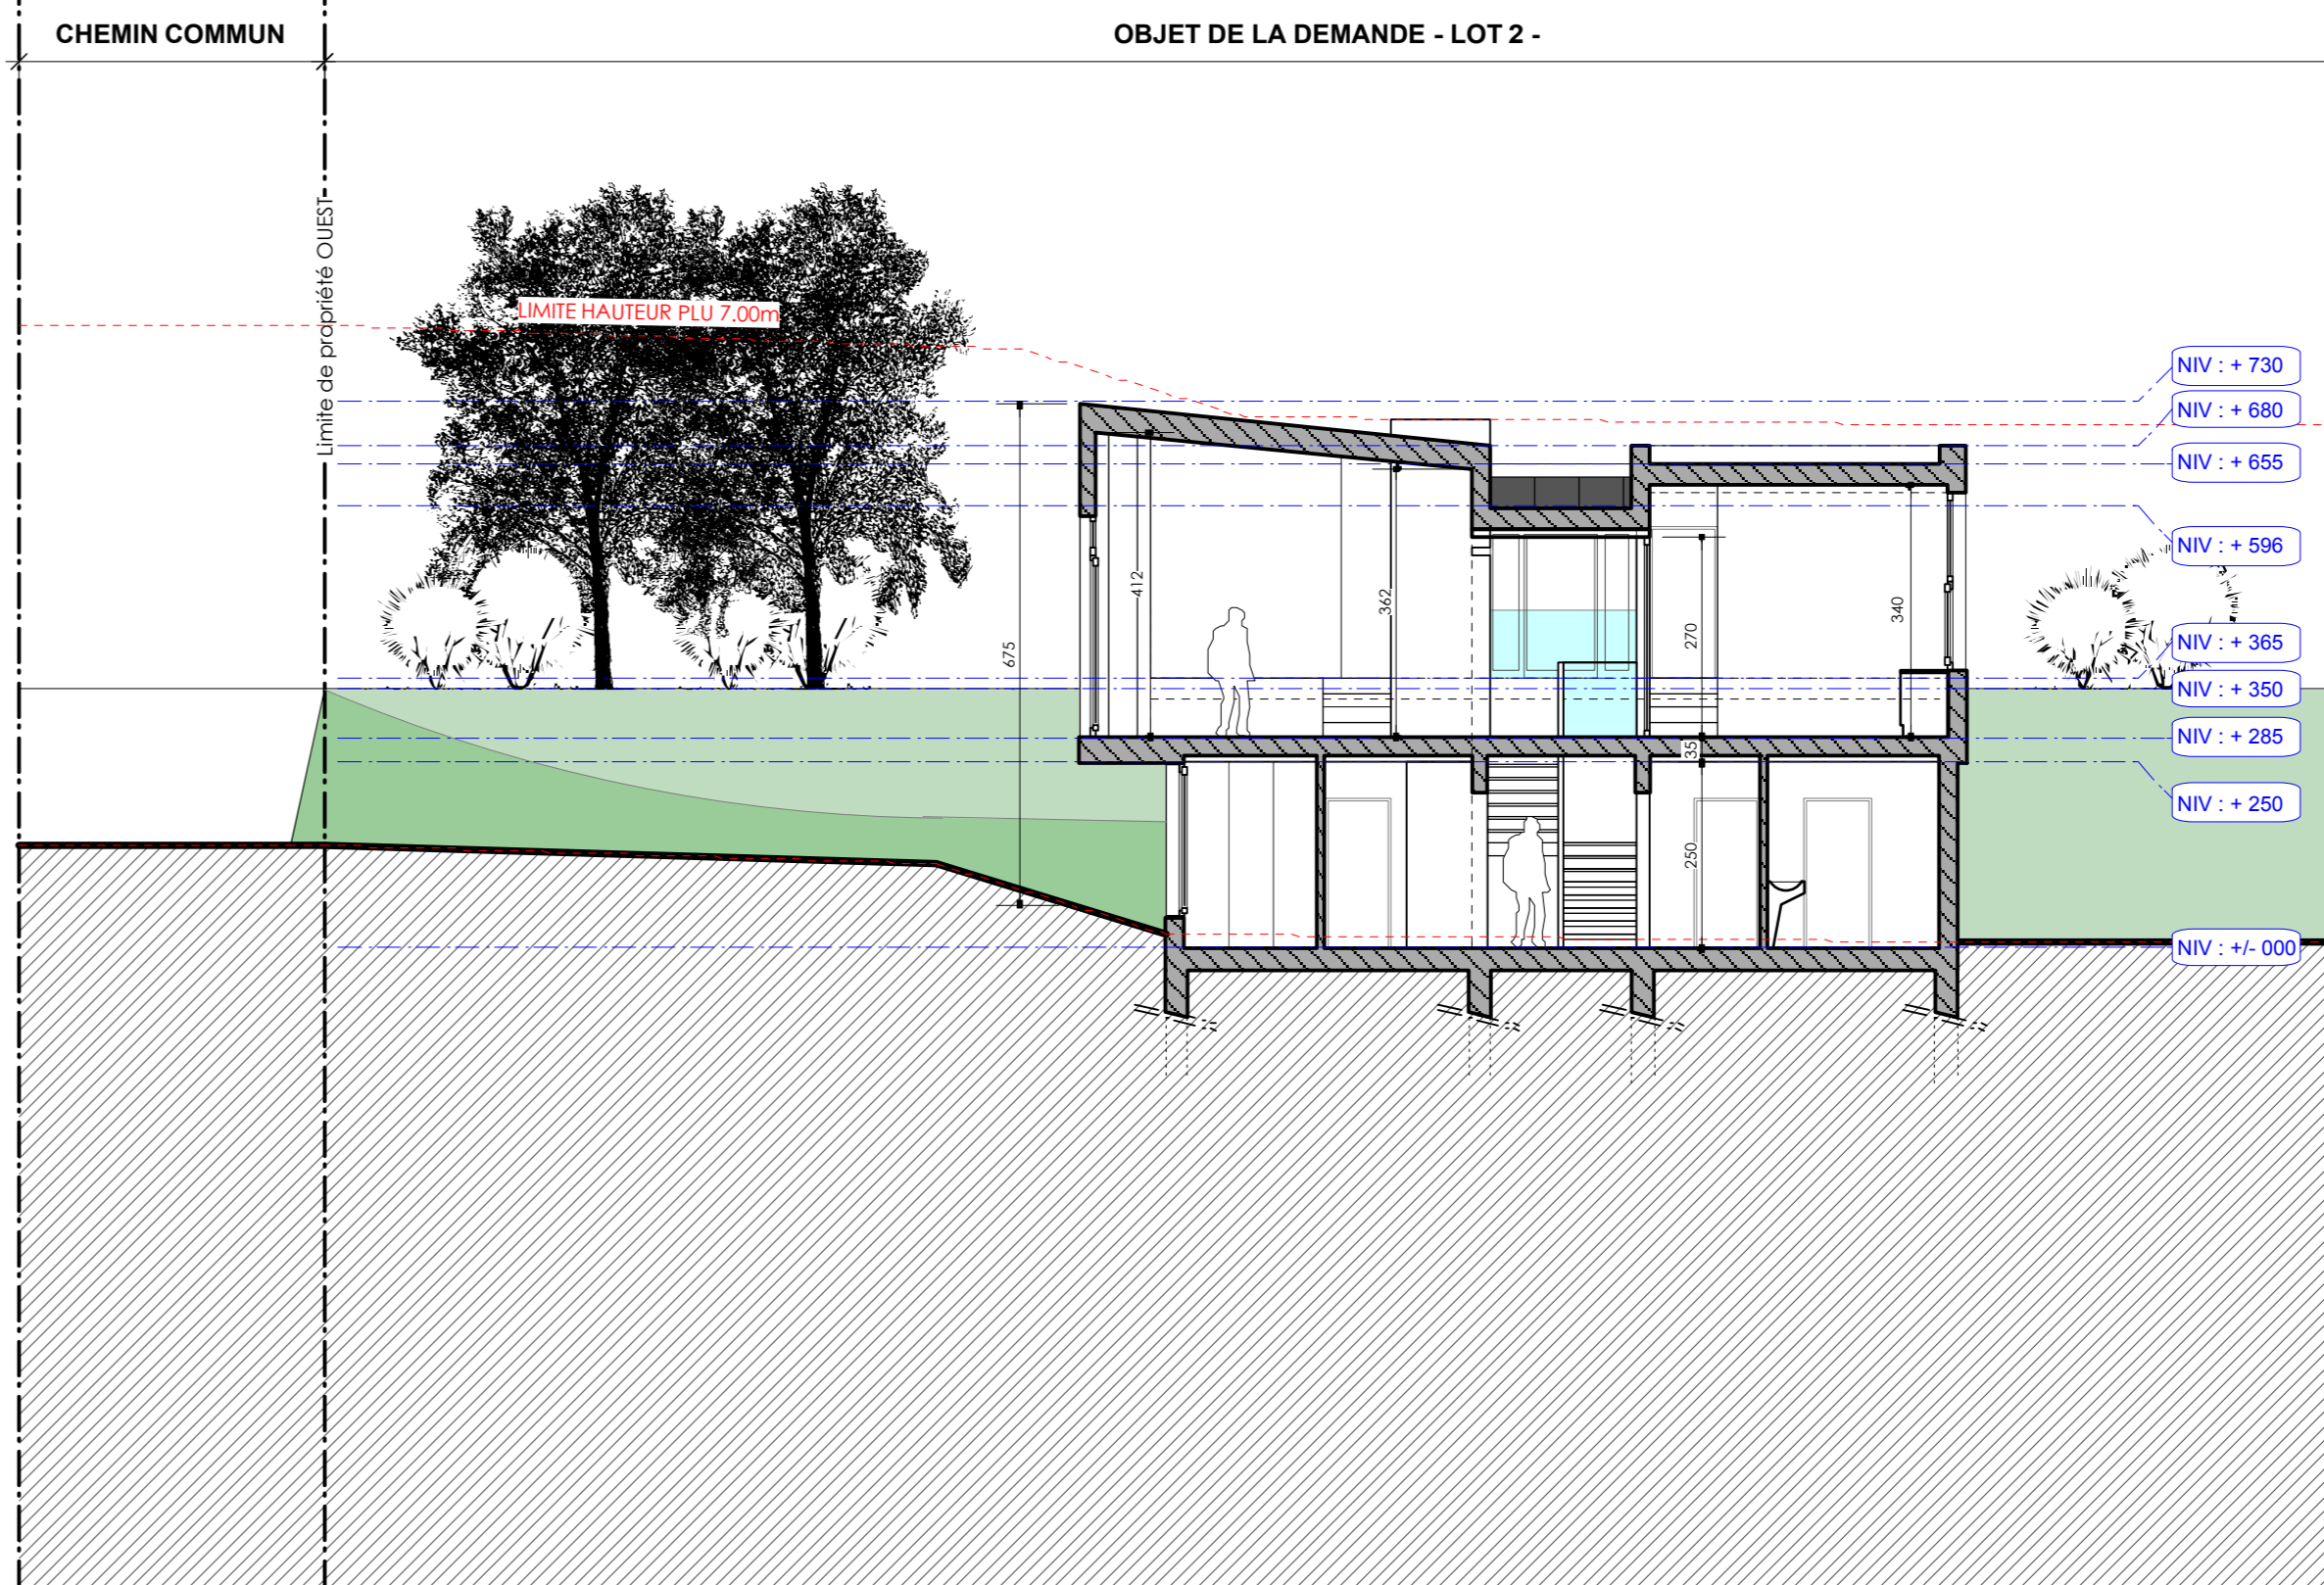 CHEMIN COMMUN
OBJET DE LA DEMANDE - LOT 2 -
Limite de propriété OUEST
LIMITE HAUTEUR PLU 7.00m
NIV : + 730
NIV : + 680
NIV : + 655
NIV : + 596
NIV : + 365
NIV : + 350
NIV : + 285
NIV : + 250
NIV : +/- 000
675
412
362
270
340
35
250